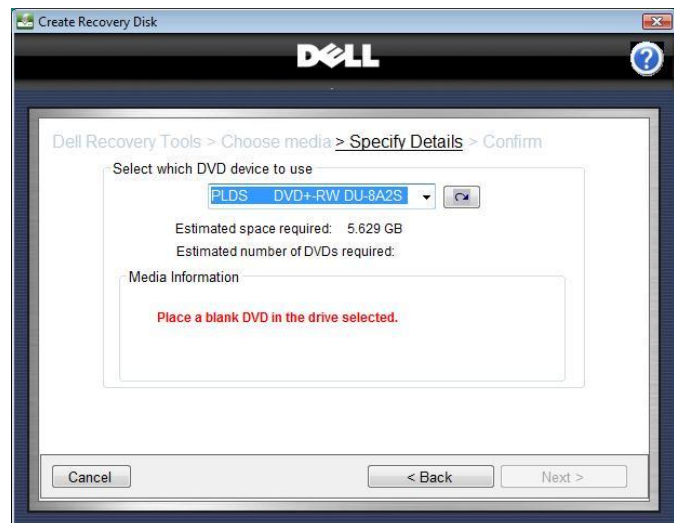 Create Recovery Disk
DELL
?
Dell Recovery Tools > Choose media > Specify Details > Confirm
Select which DVD device to use
PLDS DVD+-RW DU-8A2S
Estimated space required: 5.629 GB
Estimated number of DVDs required:
Media Information
Place a blank DVD in the drive selected.
Cancel
< Back
Next >